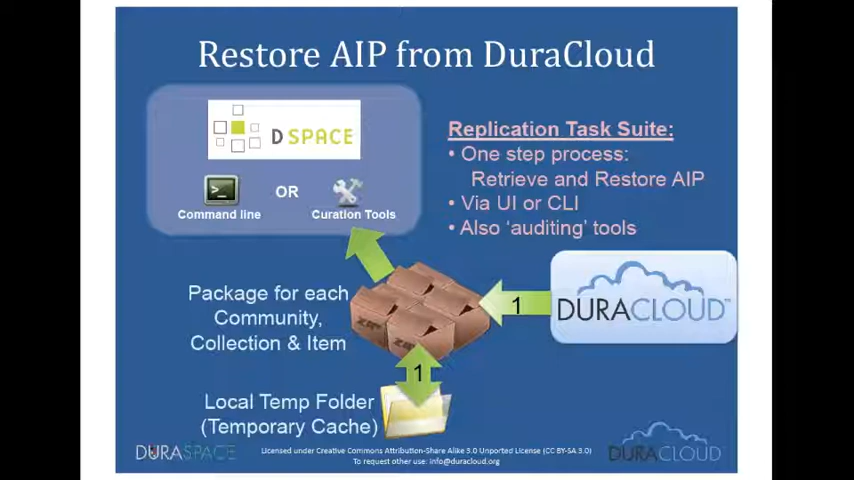 Restore AIP from DuraCloud
D SPACE
>_
Command line
OR
Curation Tools
Replication Task Suite:
• One step process:
Retrieve and Restore AIP
• Via UI or CLI
• Also ‘auditing’ tools
Package for each
Community,
Collection & Item
ZIP
ZIP
1
DURACLOUD™
1
Local Temp Folder
(Temporary Cache)
DURASPACE
Licensed under Creative Commons Attribution-Share Alike 3.0 Unported License (CC BY-SA 3.0)
To request other use: info@duracloud.org
DURACLOUD